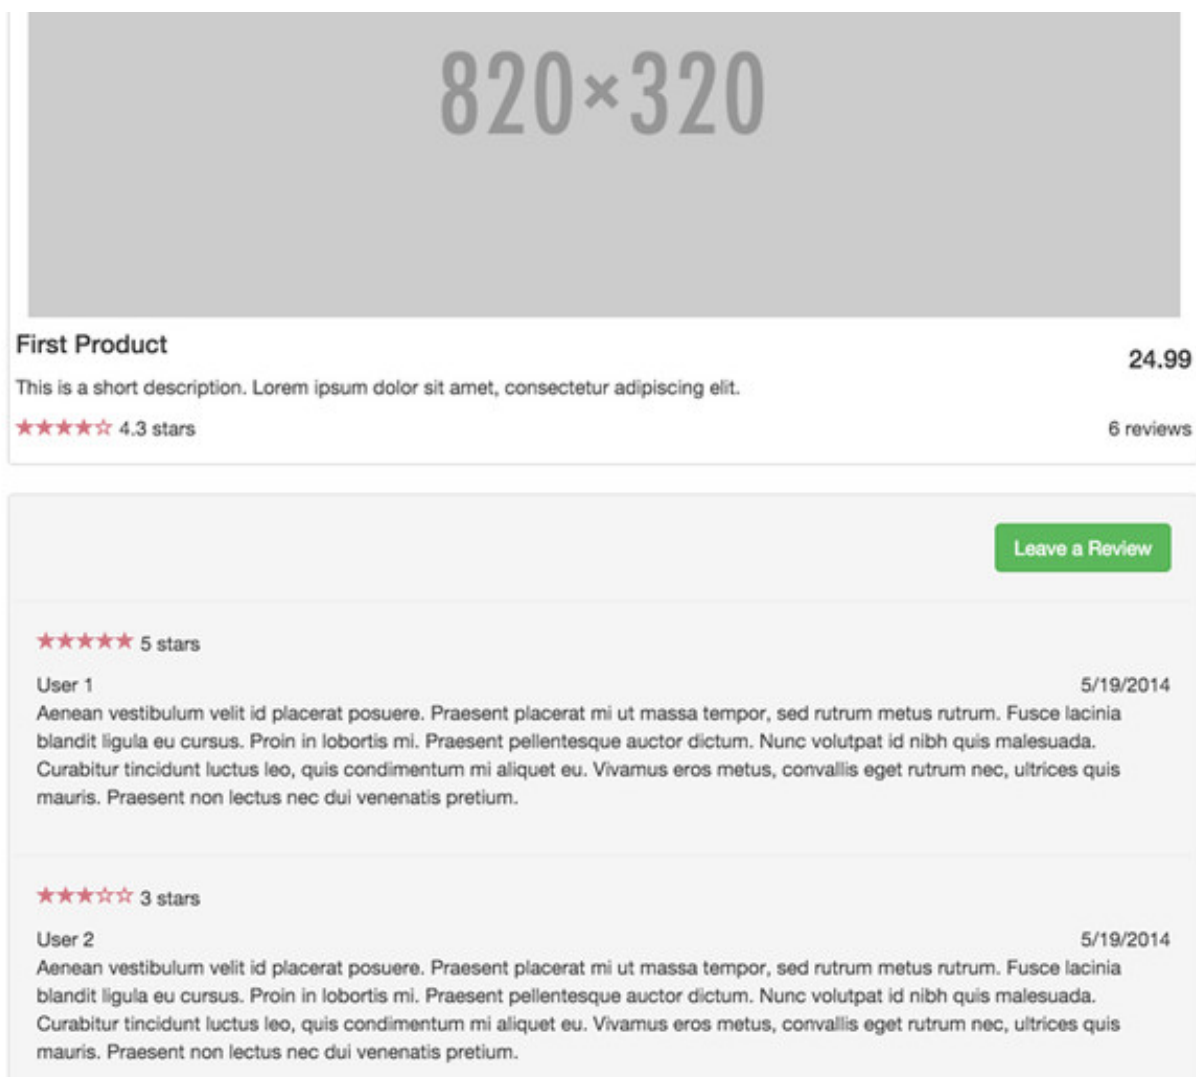 820×320
First Product
24.99
This is a short description. Lorem ipsum dolor sit amet, consectetur adipiscing elit.
★★★★☆ 4.3 stars
6 reviews
Leave a Review
★★★★★ 5 stars
User 1
5/19/2014
Aenean vestibulum velit id placerat posuere. Praesent placerat mi ut massa tempor, sed rutrum metus rutrum. Fusce lacinia
blandit ligula eu cursus. Proin in lobortis mi. Praesent pellentesque auctor dictum. Nunc volutpat id nibh quis malesuada.
Curabitur tincidunt luctus leo, quis condimentum mi aliquet eu. Vivamus eros metus, convallis eget rutrum nec, ultrices quis
mauris. Praesent non lectus nec dui venenatis pretium.
★★★☆☆ 3 stars
User 2
5/19/2014
Aenean vestibulum velit id placerat posuere. Praesent placerat mi ut massa tempor, sed rutrum metus rutrum. Fusce lacinia
blandit ligula eu cursus. Proin in lobortis mi. Praesent pellentesque auctor dictum. Nunc volutpat id nibh quis malesuada.
Curabitur tincidunt luctus leo, quis condimentum mi aliquet eu. Vivamus eros metus, convallis eget rutrum nec, ultrices quis
mauris. Praesent non lectus nec dui venenatis pretium.